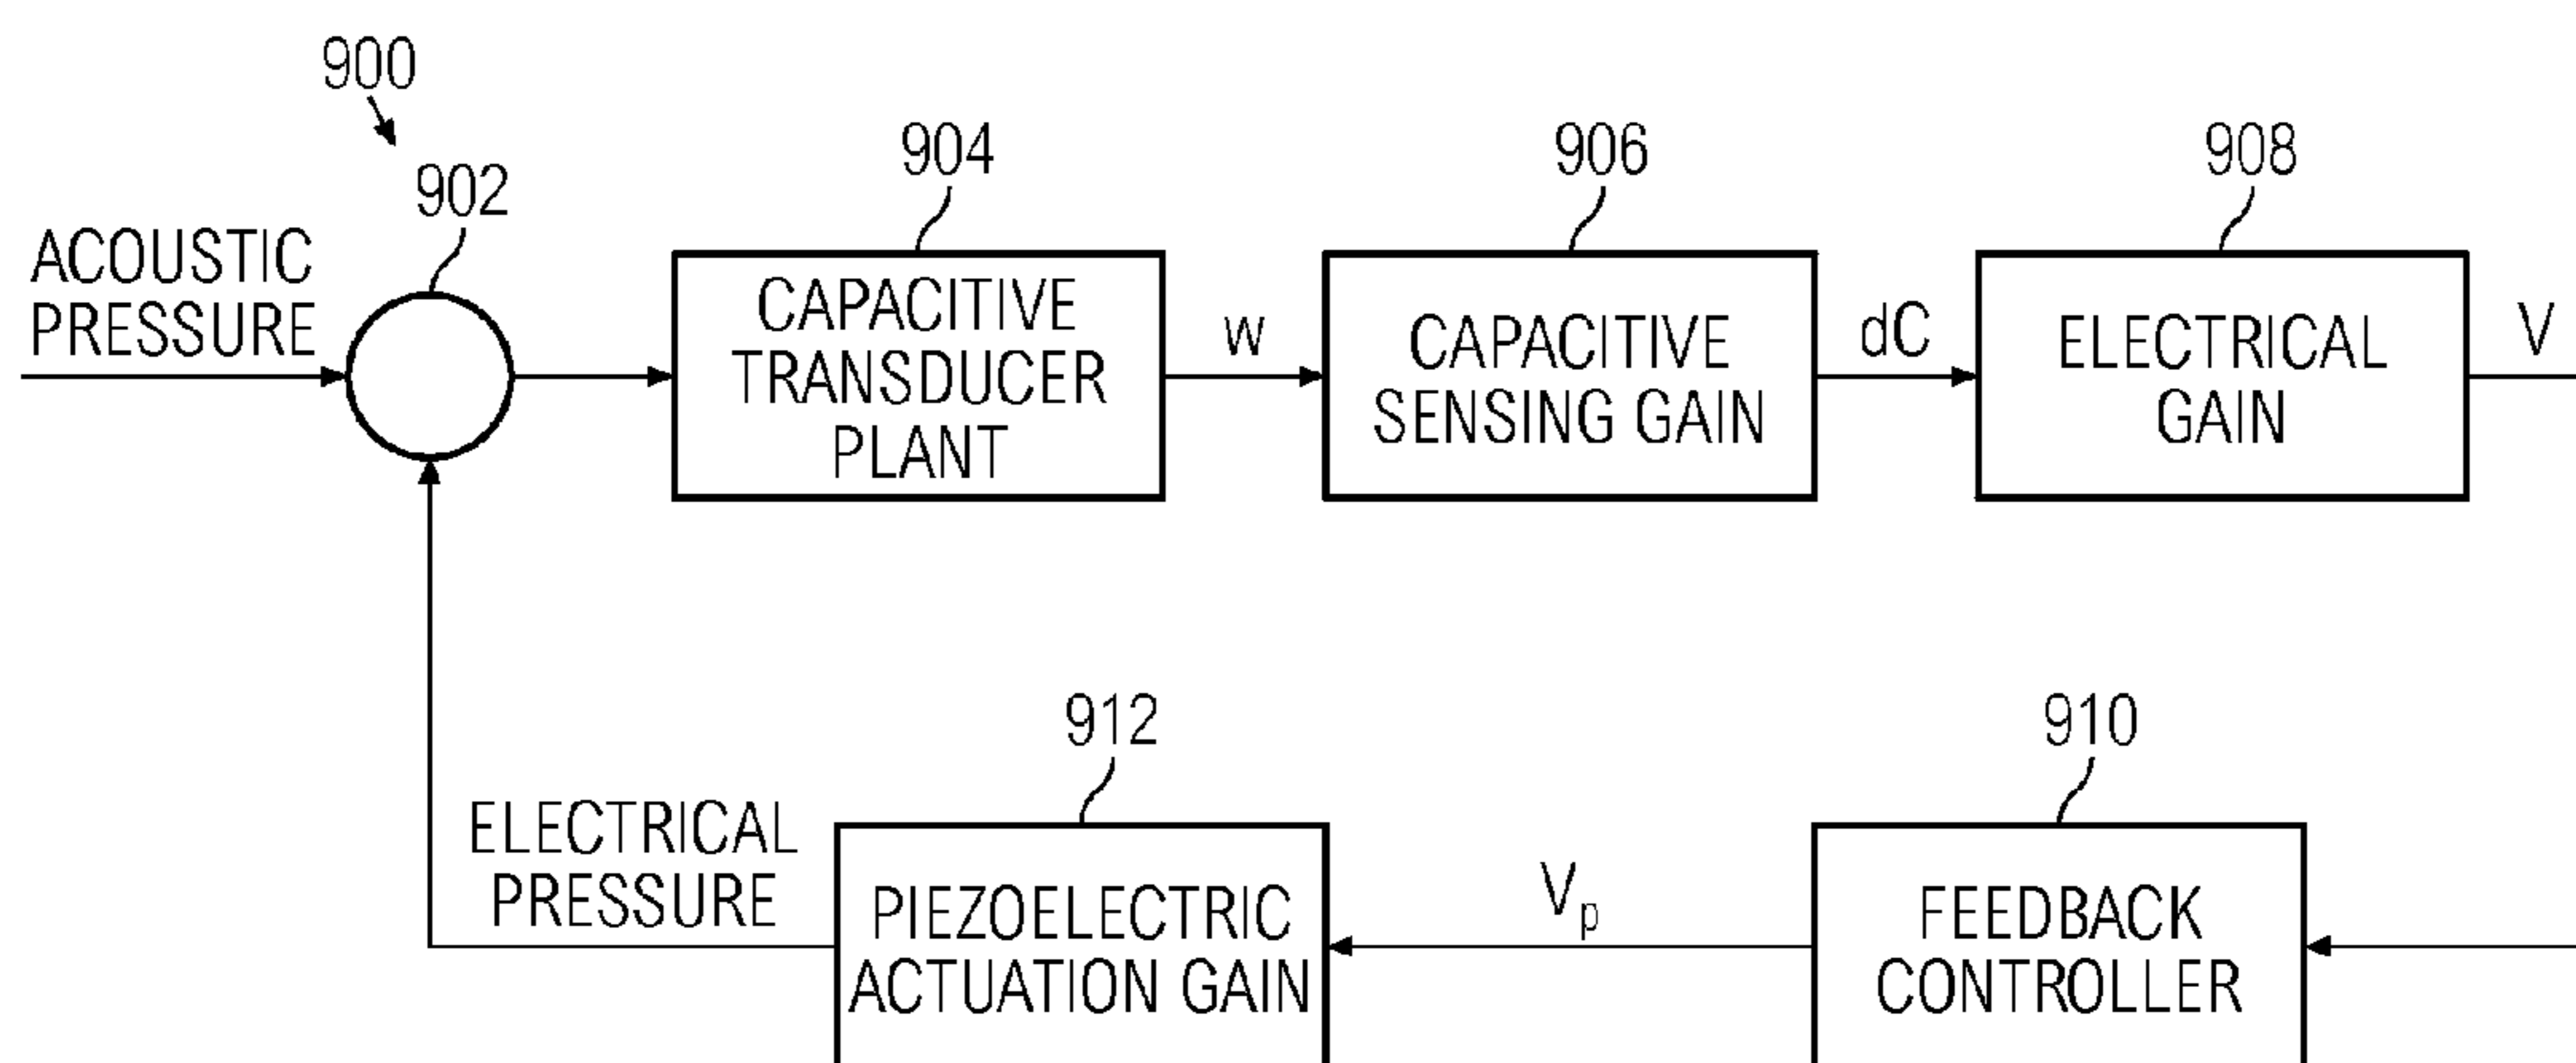 900
902
904
906
908
ACOUSTIC
PRESSURE
CAPACITIVE
TRANSDUCER
PLANT
w
CAPACITIVE
SENSING GAIN
dC
ELECTRICAL
GAIN
V
912
910
ELECTRICAL
PRESSURE
PIEZOELECTRIC
ACTUATION GAIN
Vp
FEEDBACK
CONTROLLER